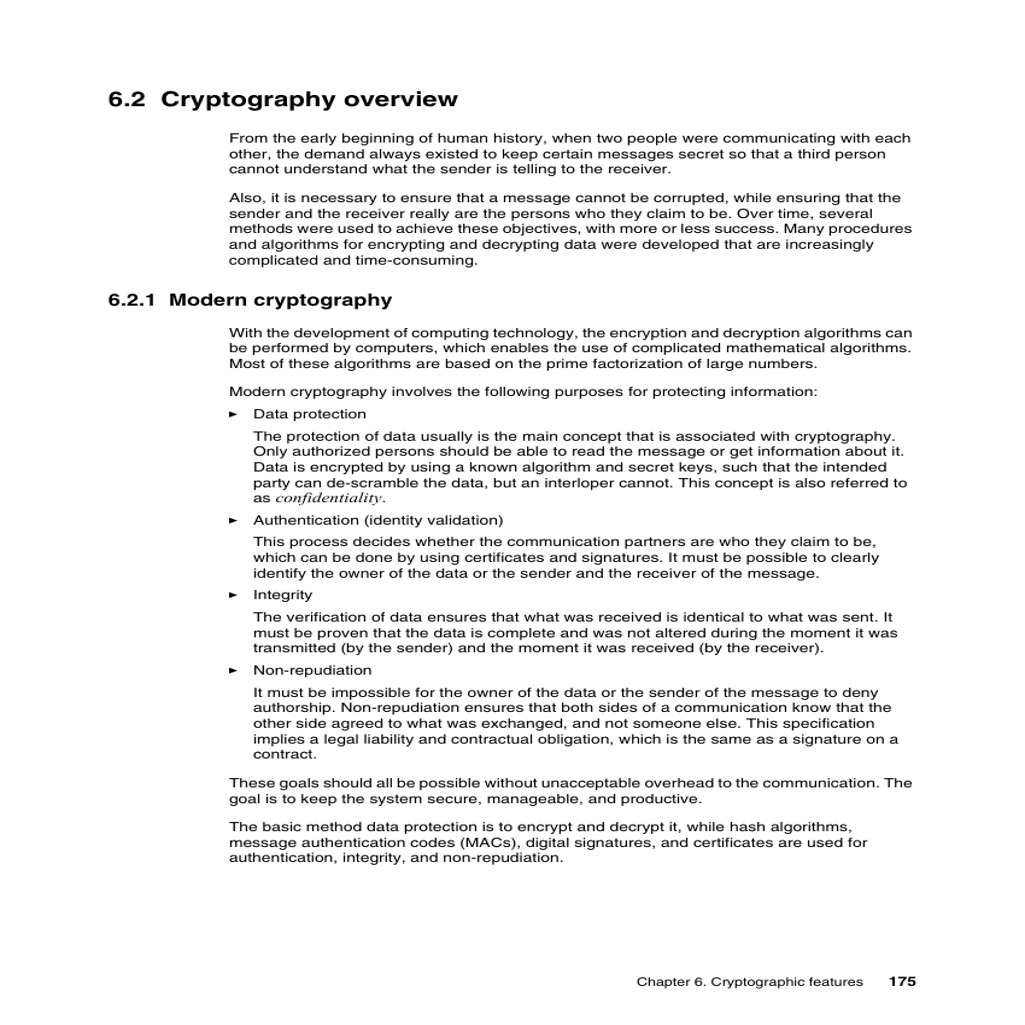 6.2 Cryptography overview
From the early beginning of human history, when two people were communicating with each
other, the demand always existed to keep certain messages secret so that a third person
cannot understand what the sender is telling to the receiver.
Also, it is necessary to ensure that a message cannot be corrupted, while ensuring that the
sender and the receiver really are the persons who they claim to be. Over time, several
methods were used to achieve these objectives, with more or less success. Many procedures
and algorithms for encrypting and decrypting data were developed that are increasingly
complicated and time-consuming.
6.2.1 Modern cryptography
With the development of computing technology, the encryption and decryption algorithms can
be performed by computers, which enables the use of complicated mathematical algorithms.
Most of these algorithms are based on the prime factorization of large numbers.
Modern cryptography involves the following purposes for protecting information:
► Data protection
The protection of data usually is the main concept that is associated with cryptography.
Only authorized persons should be able to read the message or get information about it.
Data is encrypted by using a known algorithm and secret keys, such that the intended
party can de-scramble the data, but an interloper cannot. This concept is also referred to
as confidentiality.
► Authentication (identity validation)
This process decides whether the communication partners are who they claim to be,
which can be done by using certificates and signatures. It must be possible to clearly
identify the owner of the data or the sender and the receiver of the message.
► Integrity
The verification of data ensures that what was received is identical to what was sent. It
must be proven that the data is complete and was not altered during the moment it was
transmitted (by the sender) and the moment it was received (by the receiver).
► Non-repudiation
It must be impossible for the owner of the data or the sender of the message to deny
authorship. Non-repudiation ensures that both sides of a communication know that the
other side agreed to what was exchanged, and not someone else. This specification
implies a legal liability and contractual obligation, which is the same as a signature on a
contract.
These goals should all be possible without unacceptable overhead to the communication. The
goal is to keep the system secure, manageable, and productive.
The basic method data protection is to encrypt and decrypt it, while hash algorithms,
message authentication codes (MACs), digital signatures, and certificates are used for
authentication, integrity, and non-repudiation.
Chapter 6. Cryptographic features 175